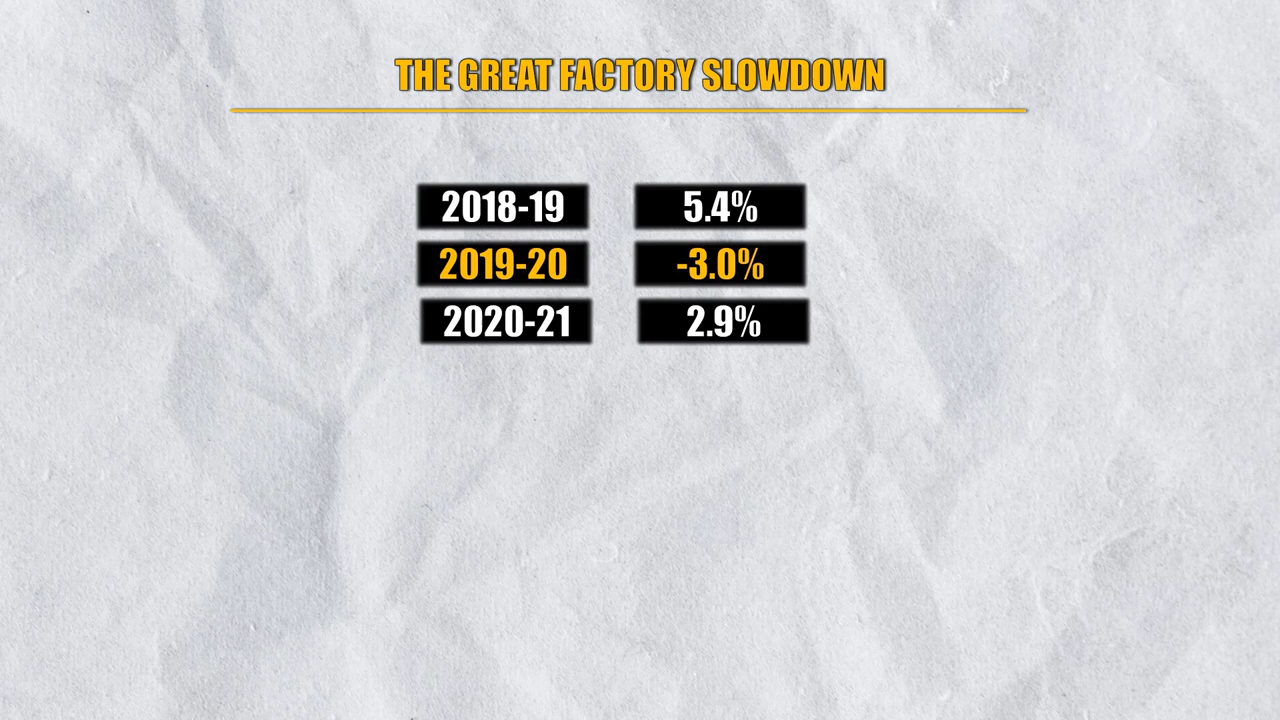 THE GREAT FACTORY SLOWDOWN
2018-19 5.4%
2019-20 -3.0%
2020-21 2.9%